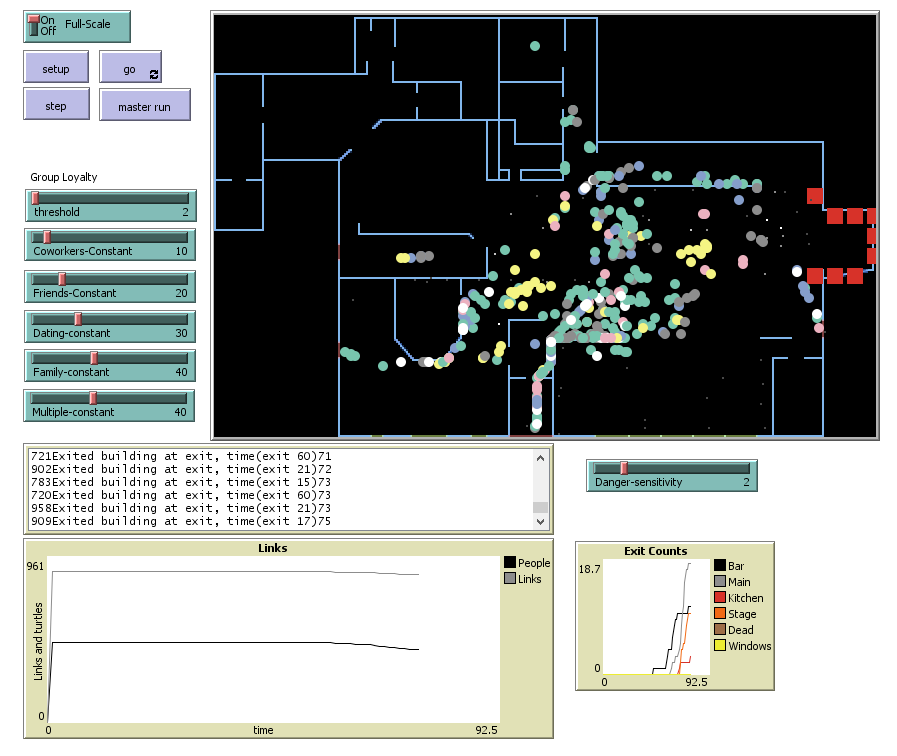 On
Off
Full-Scale
setup
go
step
master run
Group Loyalty
threshold 2
Coworkers-Constant 10
Friends-Constant 20
Dating-constant 30
Family-constant 40
Multiple-constant 40
721Exited building at exit, time(exit 60)71
902Exited building at exit, time(exit 21)72
783Exited building at exit, time(exit 15)73
720Exited building at exit, time(exit 60)73
958Exited building at exit, time(exit 21)73
909Exited building at exit, time(exit 17)75
Danger-sensitivity 2
Links
961
Links and turtles
0
0 time 92.5
People
Links
Exit Counts
18.7
0
0 92.5
Bar
Main
Kitchen
Stage
Dead
Windows